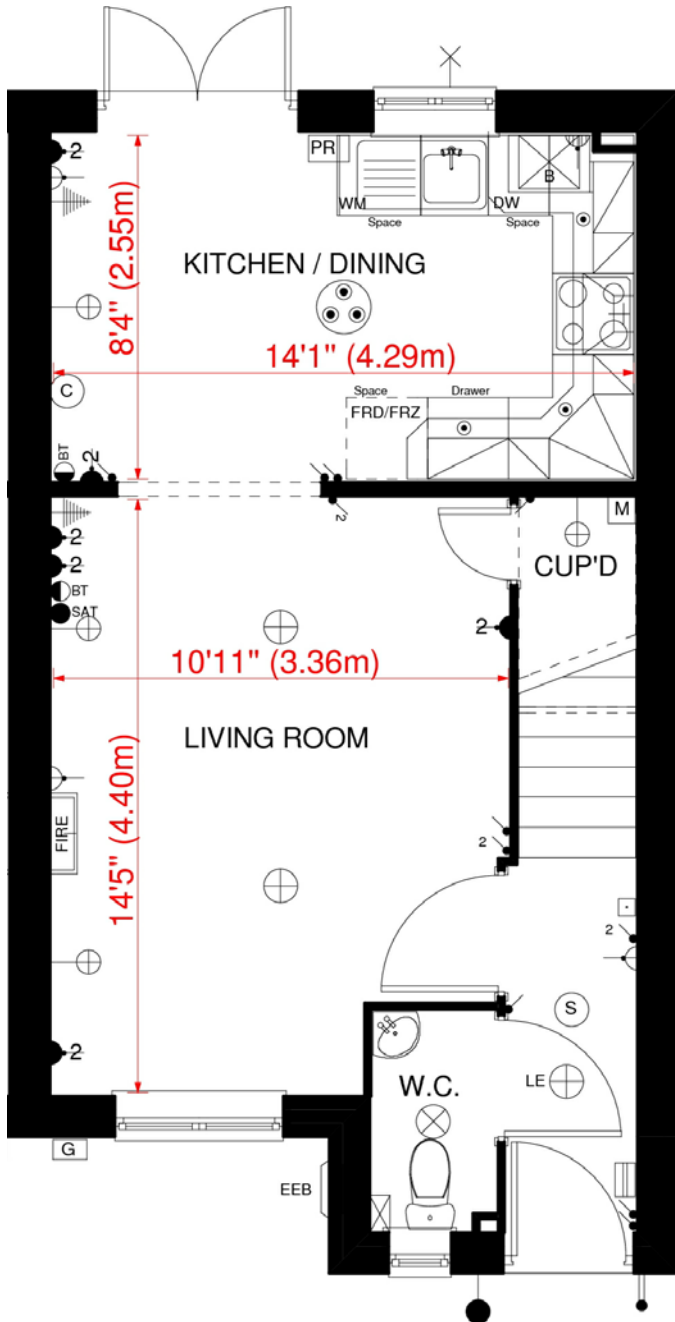 PR
2
WM
DW
B
Space
Space
KITCHEN / DINING
8'4" (2.55m)
14'1" (4.29m)
C
Space
Drawer
FRD/FRZ
BT
2
2
M
2
2
CUP'D
BT
SAT
2
10'11" (3.36m)
LIVING ROOM
FIRE
2
14'5" (4.40m)
2
S
2
W.C.
LE
G
EEB